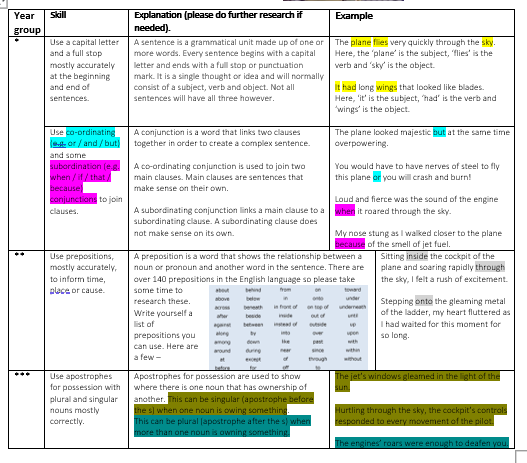 Year group
Skill
Explanation (please do further research if needed).
Example
*
Use a capital letter
and a full stop
mostly accurately
at the beginning
and end of
sentences.
A sentence is a grammatical unit made up of one or
more words. Every sentence begins with a capital
letter and ends with a full stop or punctuation
mark. It is a single thought or idea and will normally
consist of a subject, verb and object. Not all
sentences will have all three however.
The plane flies very quickly through the sky.
Here, the ‘plane’ is the subject, ‘flies’ is the
verb and ‘sky’ is the object.
It had long wings that looked like blades.
Here, ‘it’ is the subject, ‘had’ is the verb and
‘wings’ is the object.
Use co-ordinating
(e.g. or / and / but)
and some
subordination (e.g.
when / if / that /
because)
conjunctions to join
clauses.
A conjunction is a word that links two clauses
together in order to create a complex sentence.
A co-ordinating conjunction is used to join two
main clauses. Main clauses are sentences that
make sense on their own.
A subordinating conjunction links a main clause to a
subordinating clause. A subordinating clause does
not make sense on its own.
The plane looked majestic but at the same time
overpowering.
You would have to have nerves of steel to fly
this plane or you will crash and burn!
Loud and fierce was the sound of the engine
when it roared through the sky.
My nose stung as I walked closer to the plane
because of the smell of jet fuel.
**
Use prepositions,
mostly accurately,
to inform time,
place or cause.
A preposition is a word that shows the relationship between a
noun or pronoun and another word in the sentence. There are
over 140 prepositions in the English language so please take
some time to
research these.
Write yourself a
list of
prepositions you
can use. Here are
a few –
about behind from on toward
above below in on top of under
across beneath in front of onto underneath
after beside inside out of until
against between instead of outside up
along by into over upon
among down like past with
around during near since within
at except of through without
before for off to
Sitting inside the cockpit of the
plane and soaring rapidly through
the sky, I felt a rush of excitement.
Stepping onto the gleaming metal
of the ladder, my heart fluttered as
I had waited for this moment for
so long.
***
Use apostrophes
for possession with
plural and singular
nouns mostly
correctly.
Apostrophes for possession are used to show
where there is one noun that has ownership of
another. This can be singular (apostrophe before
the s) when one noun is owing something.
This can be plural (apostrophe after the s) when
more than one noun is owing something.
The jet's windows gleamed in the light of the
sun.
Hurtling through the sky, the cockpit's controls
responded to every movement of the pilot.
The engines' roars were enough to deafen you.